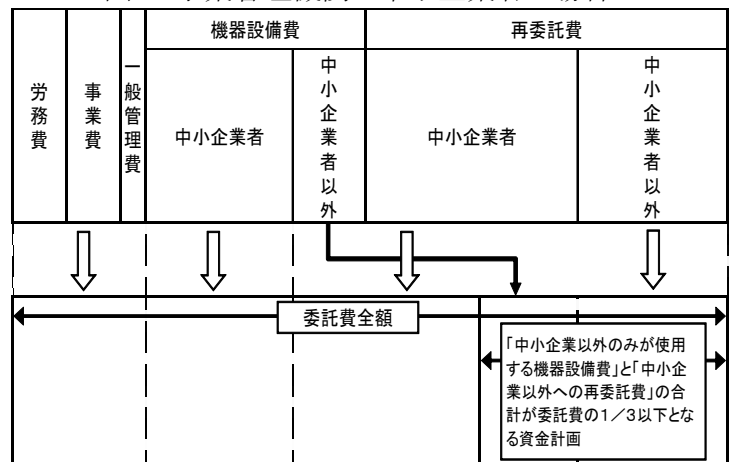 機器設備費
再委託費
労務費
事業費
一般管理費
中小企業者
中小企業者以外
中小企業者
中小企業者以外
委託費全額
「中小企業以外のみが使用
する機器設備費」と「中小企
業以外への再委託費」の合
計が委託費の1/3以下とな
る資金計画